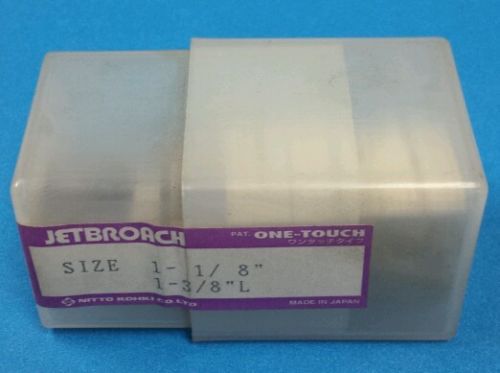 JETBROACH PAT. ONE-TOUCH
ワンタッチタイプ
SIZE 1- 1/ 8"
1-3/8"L
NITTO KOHKI CO.,LTD MADE IN JAPAN